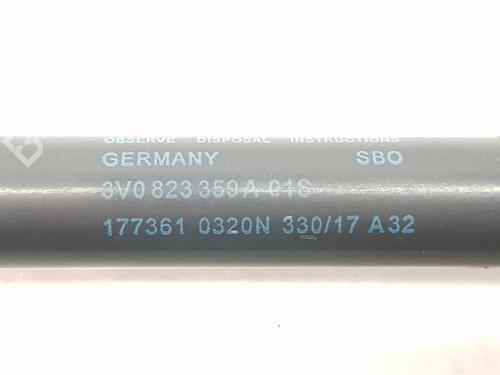 OBSERVE DISPOSAL INSTRUCTIONS
GERMANY SBO
3V0 823 359 A 01S
177361 0320N 330/17 A32